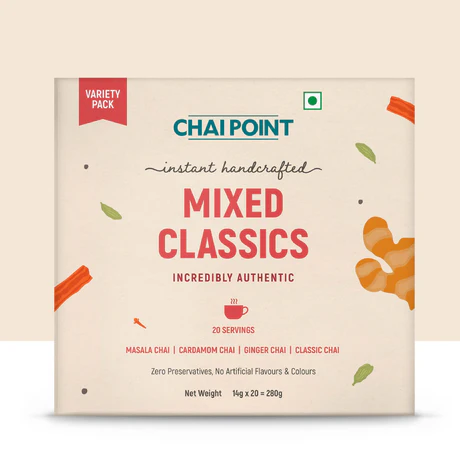 VARIETY
PACK
CHAI POINT
instant handcrafted
MIXED
CLASSICS
INCREDIBLY AUTHENTIC
20 SERVINGS
MASALA CHAI | CARDAMOM CHAI | GINGER CHAI | CLASSIC CHAI
Zero Preservatives, No Artificial Flavours & Colours
Net Weight 14g x 20 = 280g